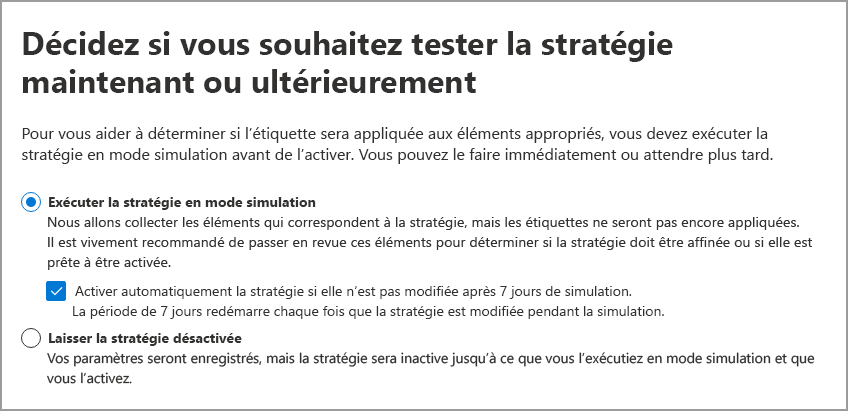 Décidez si vous souhaitez tester la stratégie
maintenant ou ultérieurement
Pour vous aider à déterminer si l’étiquette sera appliquée aux éléments appropriés, vous devez exécuter la
stratégie en mode simulation avant de l’activer. Vous pouvez le faire immédiatement ou attendre plus tard.
Exécuter la stratégie en mode simulation
Nous allons collecter les éléments qui correspondent à la stratégie, mais les étiquettes ne seront pas encore appliquées.
Il est vivement recommandé de passer en revue ces éléments pour déterminer si la stratégie doit être affinée ou si elle est
prête à être activée.
Activer automatiquement la stratégie si elle n’est pas modifiée après 7 jours de simulation.
La période de 7 jours redémarre chaque fois que la stratégie est modifiée pendant la simulation.
Laisser la stratégie désactivée
Vos paramètres seront enregistrés, mais la stratégie sera inactive jusqu’à ce que vous l’exécutiez en mode simulation et que
vous l’activez.